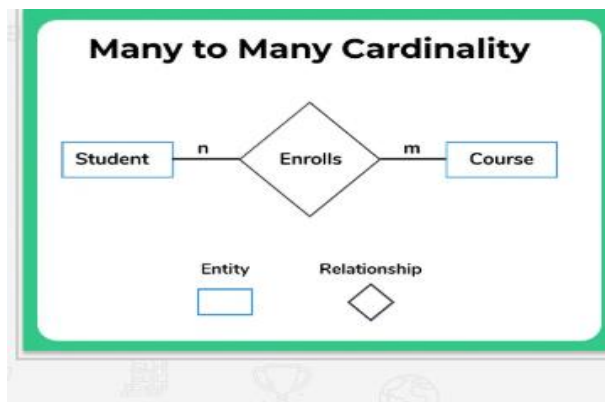 Many to Many Cardinality
Student n Enrolls m Course
Entity Relationship